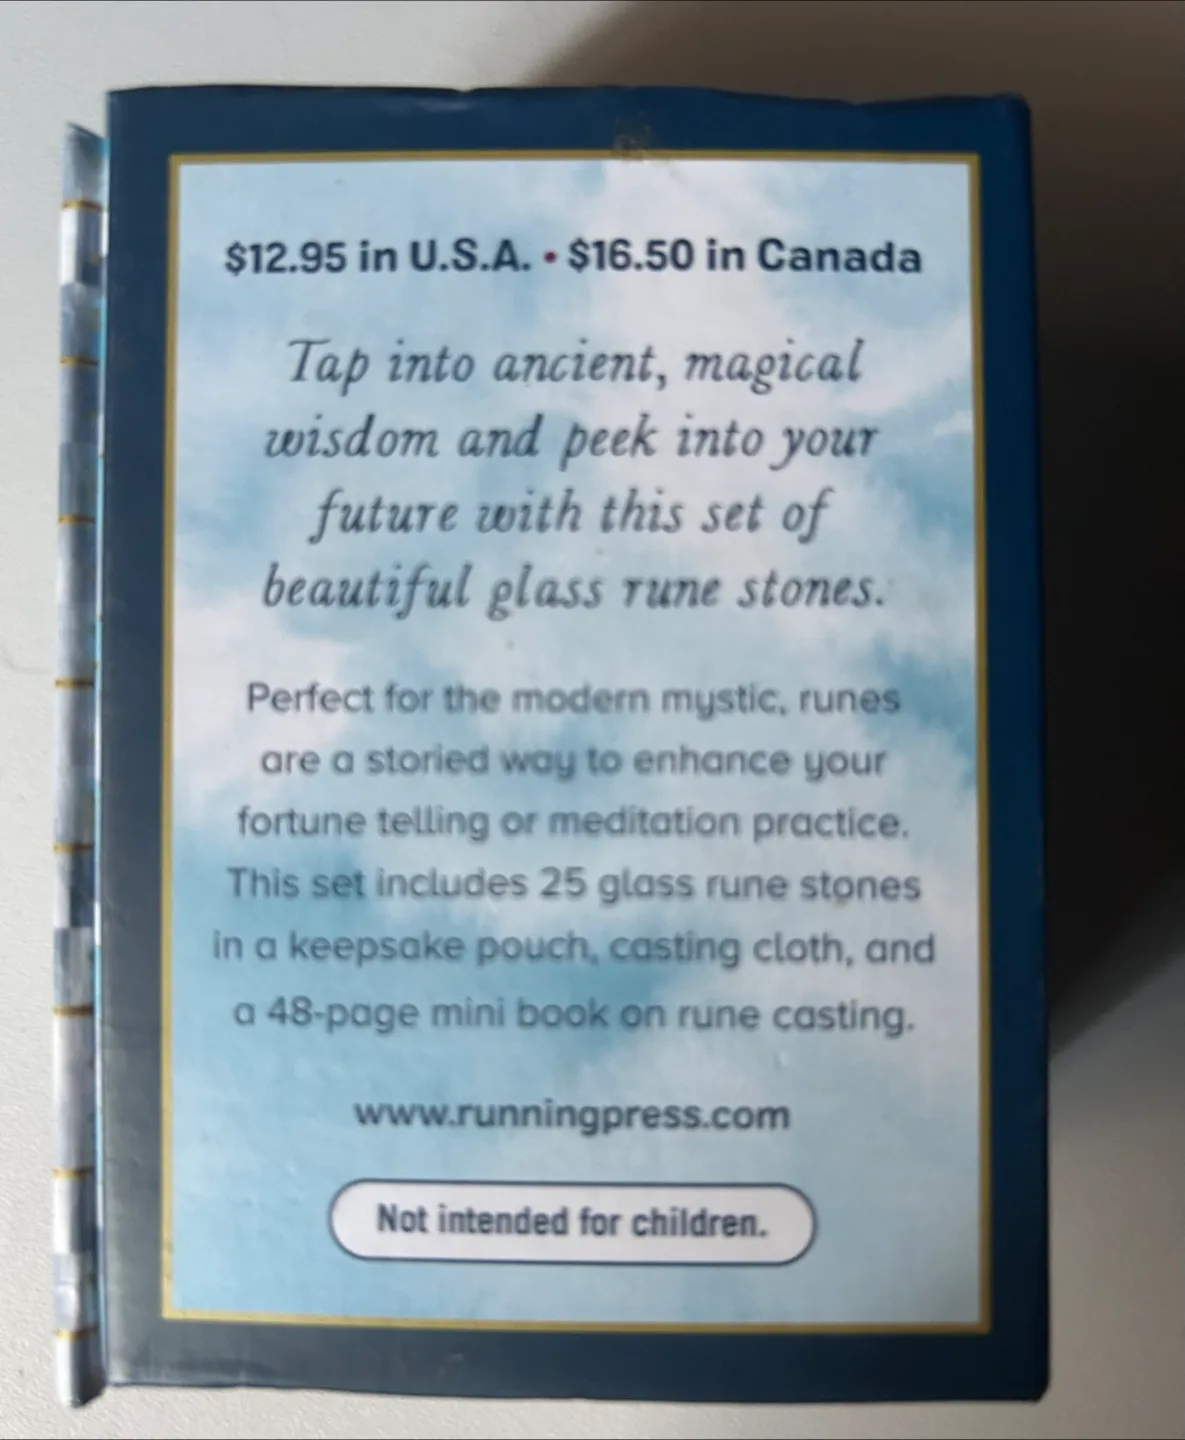 $12.95 in U.S.A. • $16.50 in Canada
Tap into ancient, magical
wisdom and peek into your
future with this set of
beautiful glass rune stones.
Perfect for the modern mystic, runes
are a storied way to enhance your
fortune telling or meditation practice.
This set includes 25 glass rune stones
in a keepsake pouch, casting cloth, and
a 48-page mini book on rune casting.
www.runningpress.com
Not intended for children.